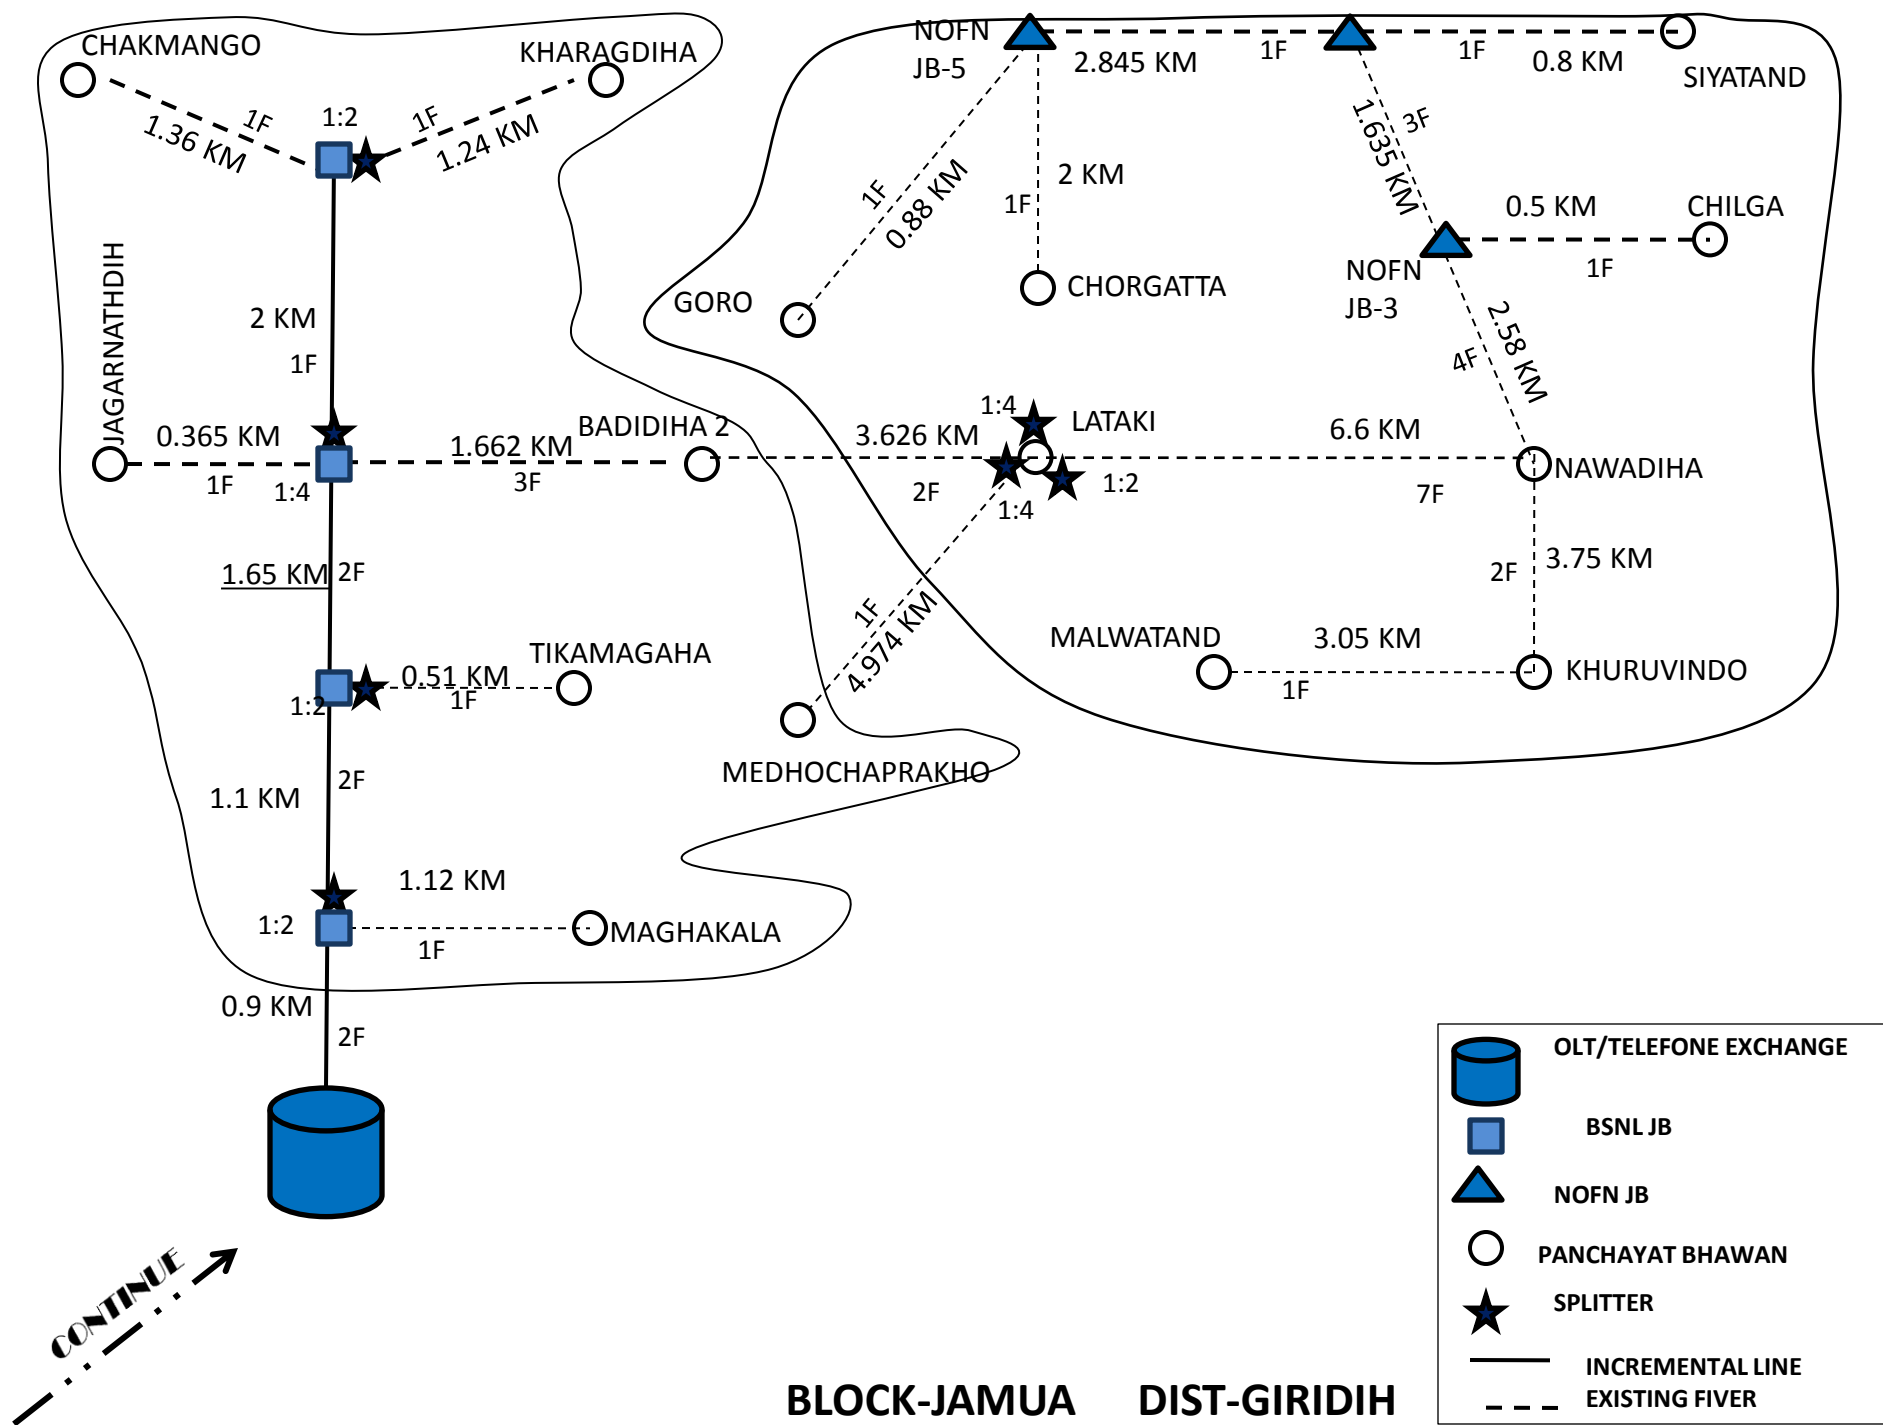 CHAKMANGO
KHARAGDIHA
1:2
1F
1F
1.36 KM
1.24 KM
NOFN
JB-5
2.845 KM
1F
1F
0.8 KM
SIYATAND
3F
1.635 KM
1F
0.88 KM
2 KM
1F
0.5 KM
CHILGA
1F
NOFN
JB-3
GORO
CHORGATTA
2 KM
1F
2.58 KM
4F
JAGARNATHDIH
0.365 KM
1F
1:4
1.662 KM
3F
BADIDIHA 2
3.626 KM
2F
1:4
LATAKI
1:4
1:2
6.6 KM
7F
NAWADIHA
1.65 KM
2F
1F
4.974 KM
2F
3.75 KM
TIKAMAGAHA
0.51 KM
1F
1:2
MALWATAND
3.05 KM
1F
KHURUVINDO
MEDHOCHAPRAKHO
1.1 KM
2F
1.12 KM
1:2
1F
MAGHAKALA
0.9 KM
2F
OLT/TELEFONE EXCHANGE
BSNL JB
NOFN JB
PANCHAYAT BHAWAN
SPLITTER
INCREMENTAL LINE
EXISTING FIVER
CONTINUE
BLOCK-JAMUA DIST-GIRIDIH